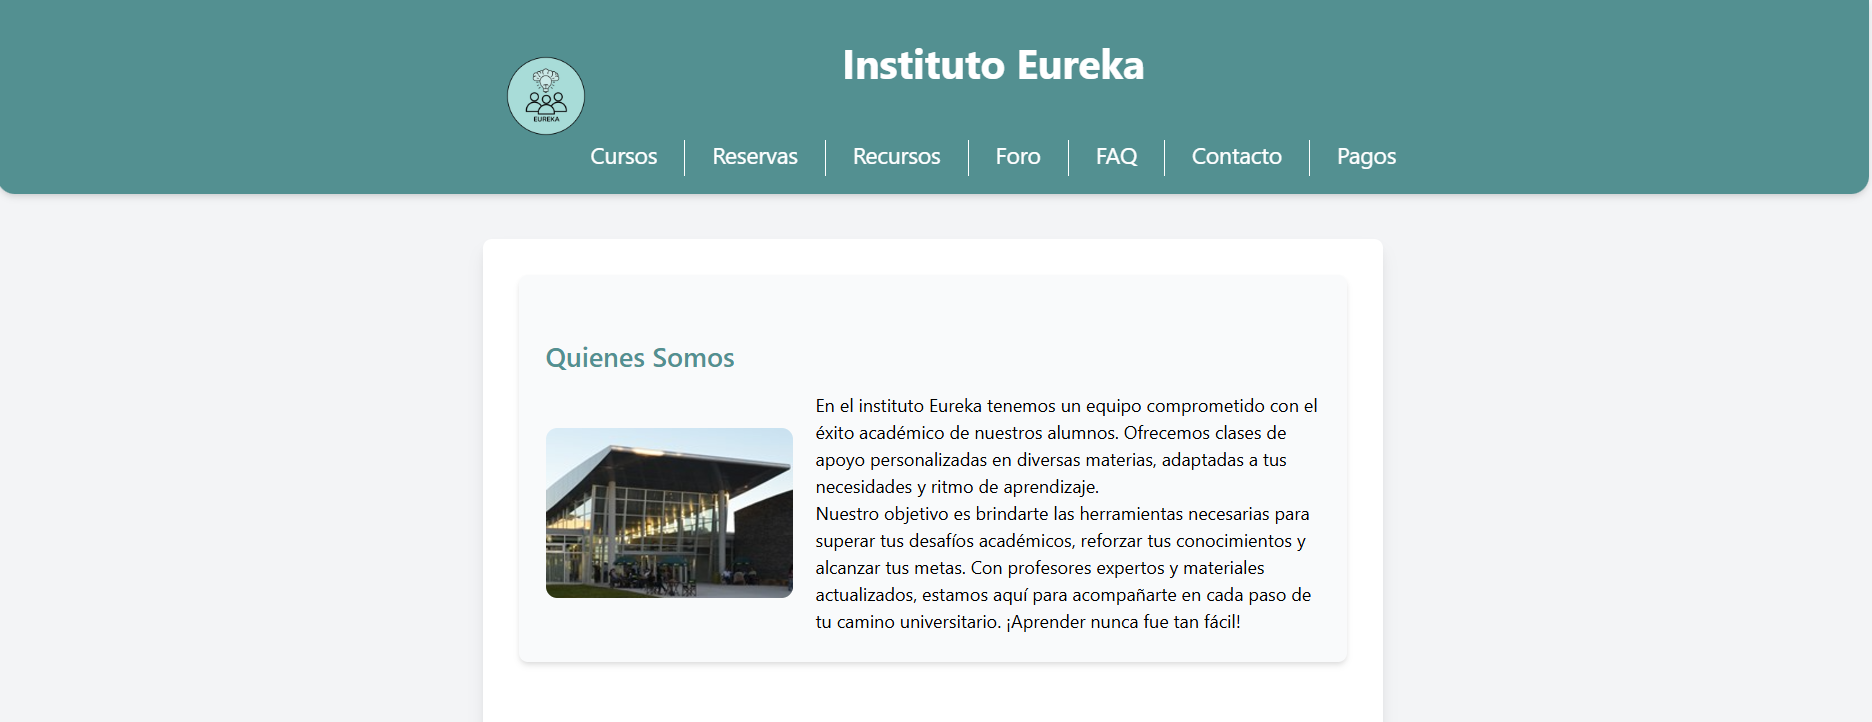 Instituto Eureka
EUREKA
Cursos
Reservas
Recursos
Foro
FAQ
Contacto
Pagos
Quienes Somos
En el instituto Eureka tenemos un equipo comprometido con el
éxito académico de nuestros alumnos. Ofrecemos clases de
apoyo personalizadas en diversas materias, adaptadas a tus
necesidades y ritmo de aprendizaje.
Nuestro objetivo es brindarte las herramientas necesarias para
superar tus desafíos académicos, reforzar tus conocimientos y
alcanzar tus metas. Con profesores expertos y materiales
actualizados, estamos aquí para acompañarte en cada paso de
tu camino universitario. ¡Aprender nunca fue tan fácil!